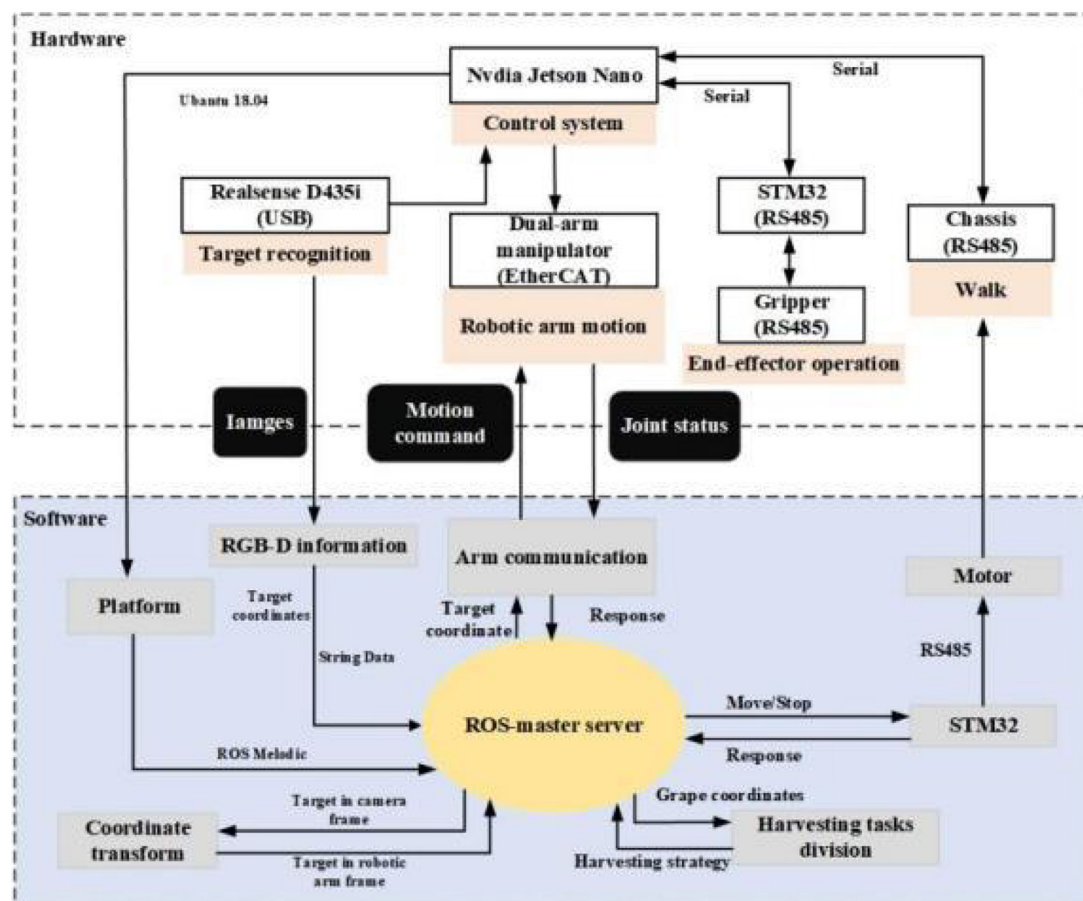 Hardware
Nvdia Jetson Nano
Serial
Serial
Ubantu 18.04
Control system
Realsense D435i
(USB)
Target recognition
Dual-arm
manipulator
(EtherCAT)
Robotic arm motion
STM32
(RS485)
Gripper
(RS485)
End-effector operation
Chassis
(RS485)
Walk
Iamges
Motion
command
Joint status
Software
RGB-D information
Arm communication
Platform
Motor
Target
coordinates
Target
coordinate
Response
RS485
String Data
ROS-master server
Move/Stop
STM32
Response
ROS Melodic
Target in camera
frame
Grape coordinates
Coordinate
transform
Harvesting tasks
division
Harvesting strategy
Target in robotic
arm frame